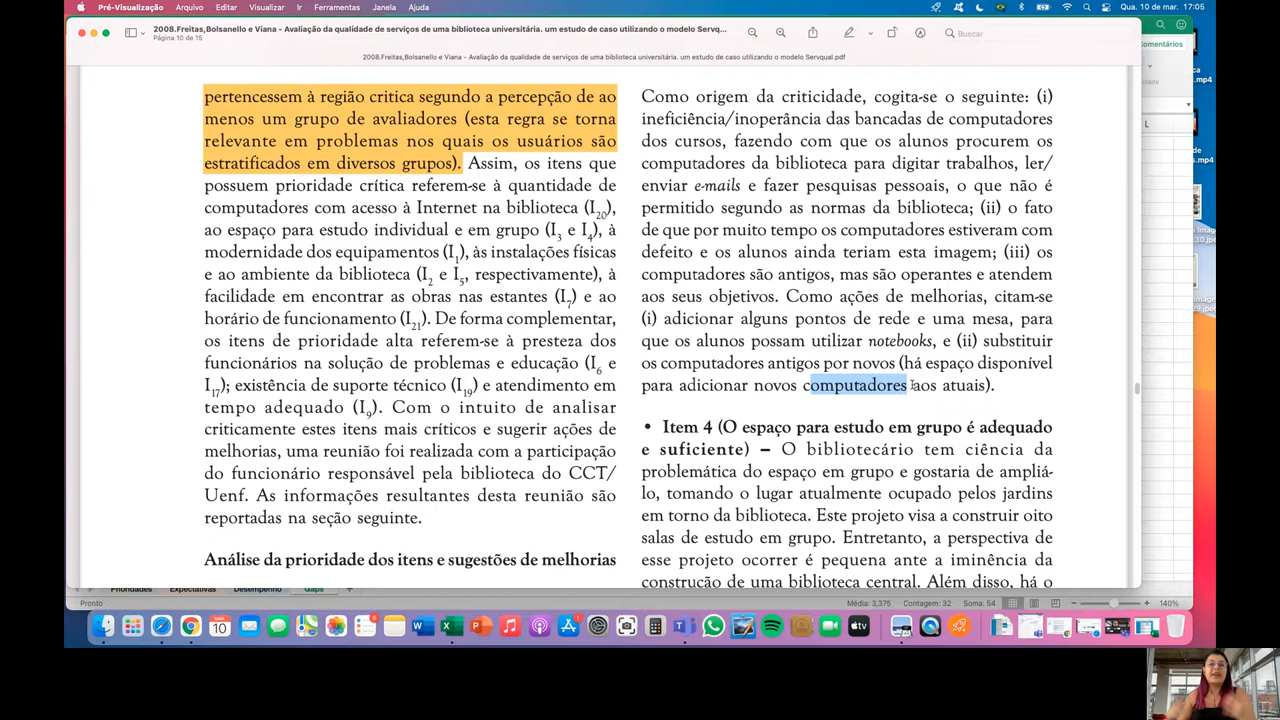 Pré-Visualização Arquivo Editar Visualizar Ir Ferramentas Janela Ajuda Qua. 10 de mar. 17:05
2008.Freitas,Bolsanello e Viana - Avaliação da qualidade de serviços de uma biblioteca universitária. um estudo de caso utilizando o modelo Servq...
Página 10 de 15
Buscar
Comentários
2008.Freitas,Bolsanello e Viana - Avaliação da qualidade de serviços de uma biblioteca universitária. um estudo de caso utilizando o modelo Servqual.pdf
pertencessem à região critica segundo a percepção de ao
menos um grupo de avaliadores (esta regra se torna
relevante em problemas nos quais os usuários são
estratificados em diversos grupos). Assim, os itens que
possuem prioridade crítica referem-se à quantidade de
computadores com acesso à Internet na biblioteca (I20),
ao espaço para estudo individual e em grupo (I3 e I4), à
modernidade dos equipamentos (I1), às instalações físicas
e ao ambiente da biblioteca (I2 e I5, respectivamente), à
facilidade em encontrar as obras nas estantes (I7) e ao
horário de funcionamento (I21). De forma complementar,
os itens de prioridade alta referem-se à presteza dos
funcionários na solução de problemas e educação (I6 e
I17); existência de suporte técnico (I19) e atendimento em
tempo adequado (I9). Com o intuito de analisar
criticamente estes itens mais críticos e sugerir ações de
melhorias, uma reunião foi realizada com a participação
do funcionário responsável pela biblioteca do CCT/
Uenf. As informações resultantes desta reunião são
reportadas na seção seguinte.
Análise da prioridade dos itens e sugestões de melhorias
Como origem da criticidade, cogita-se o seguinte: (i)
ineficiência/inoperância das bancadas de computadores
dos cursos, fazendo com que os alunos procurem os
computadores da biblioteca para digitar trabalhos, ler/
enviar e-mails e fazer pesquisas pessoais, o que não é
permitido segundo as normas da biblioteca; (ii) o fato
de que por muito tempo os computadores estiveram com
defeito e os alunos ainda teriam esta imagem; (iii) os
computadores são antigos, mas são operantes e atendem
aos seus objetivos. Como ações de melhorias, citam-se
(i) adicionar alguns pontos de rede e uma mesa, para
que os alunos possam utilizar notebooks, e (ii) substituir
os computadores antigos por novos (há espaço disponível
para adicionar novos computadores aos atuais).
• Item 4 (O espaço para estudo em grupo é adequado
e suficiente) – O bibliotecário tem ciência da
problemática do espaço em grupo e gostaria de ampliá-
lo, tomando o lugar atualmente ocupado pelos jardins
em torno da biblioteca. Este projeto visa a construir oito
salas de estudo em grupo. Entretanto, a perspectiva de
esse projeto ocorrer é pequena ante a iminência da
construção de uma biblioteca central. Além disso, há o
L
Prioridades Expectativas Desempenho Gaps
Pronto Média: 3,375 Contagem: 32 Soma: 54 140%